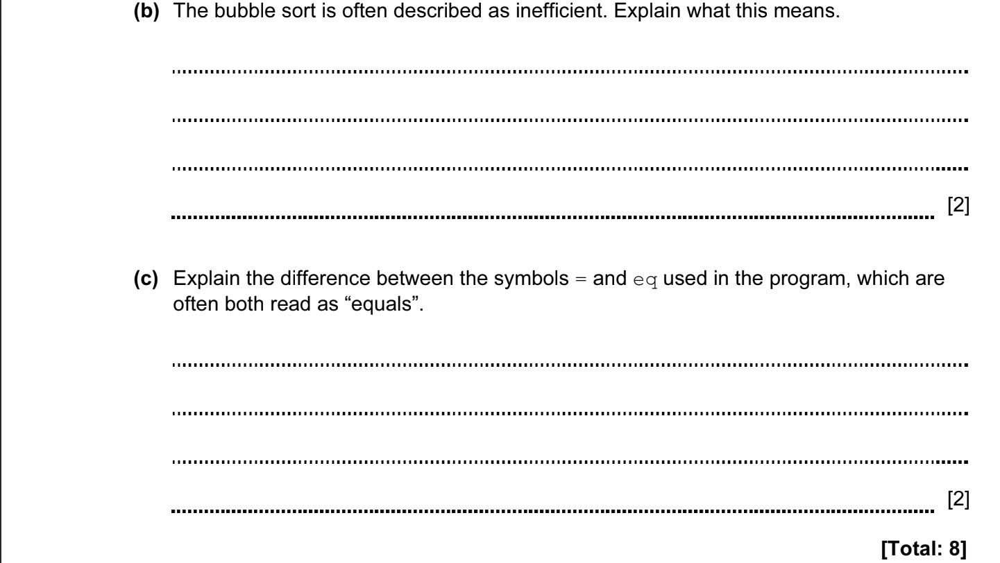 (b) The bubble sort is often described as inefficient. Explain what this means.
[2]
(c) Explain the difference between the symbols = and eq used in the program, which are
often both read as “equals”.
[2]
[Total: 8]